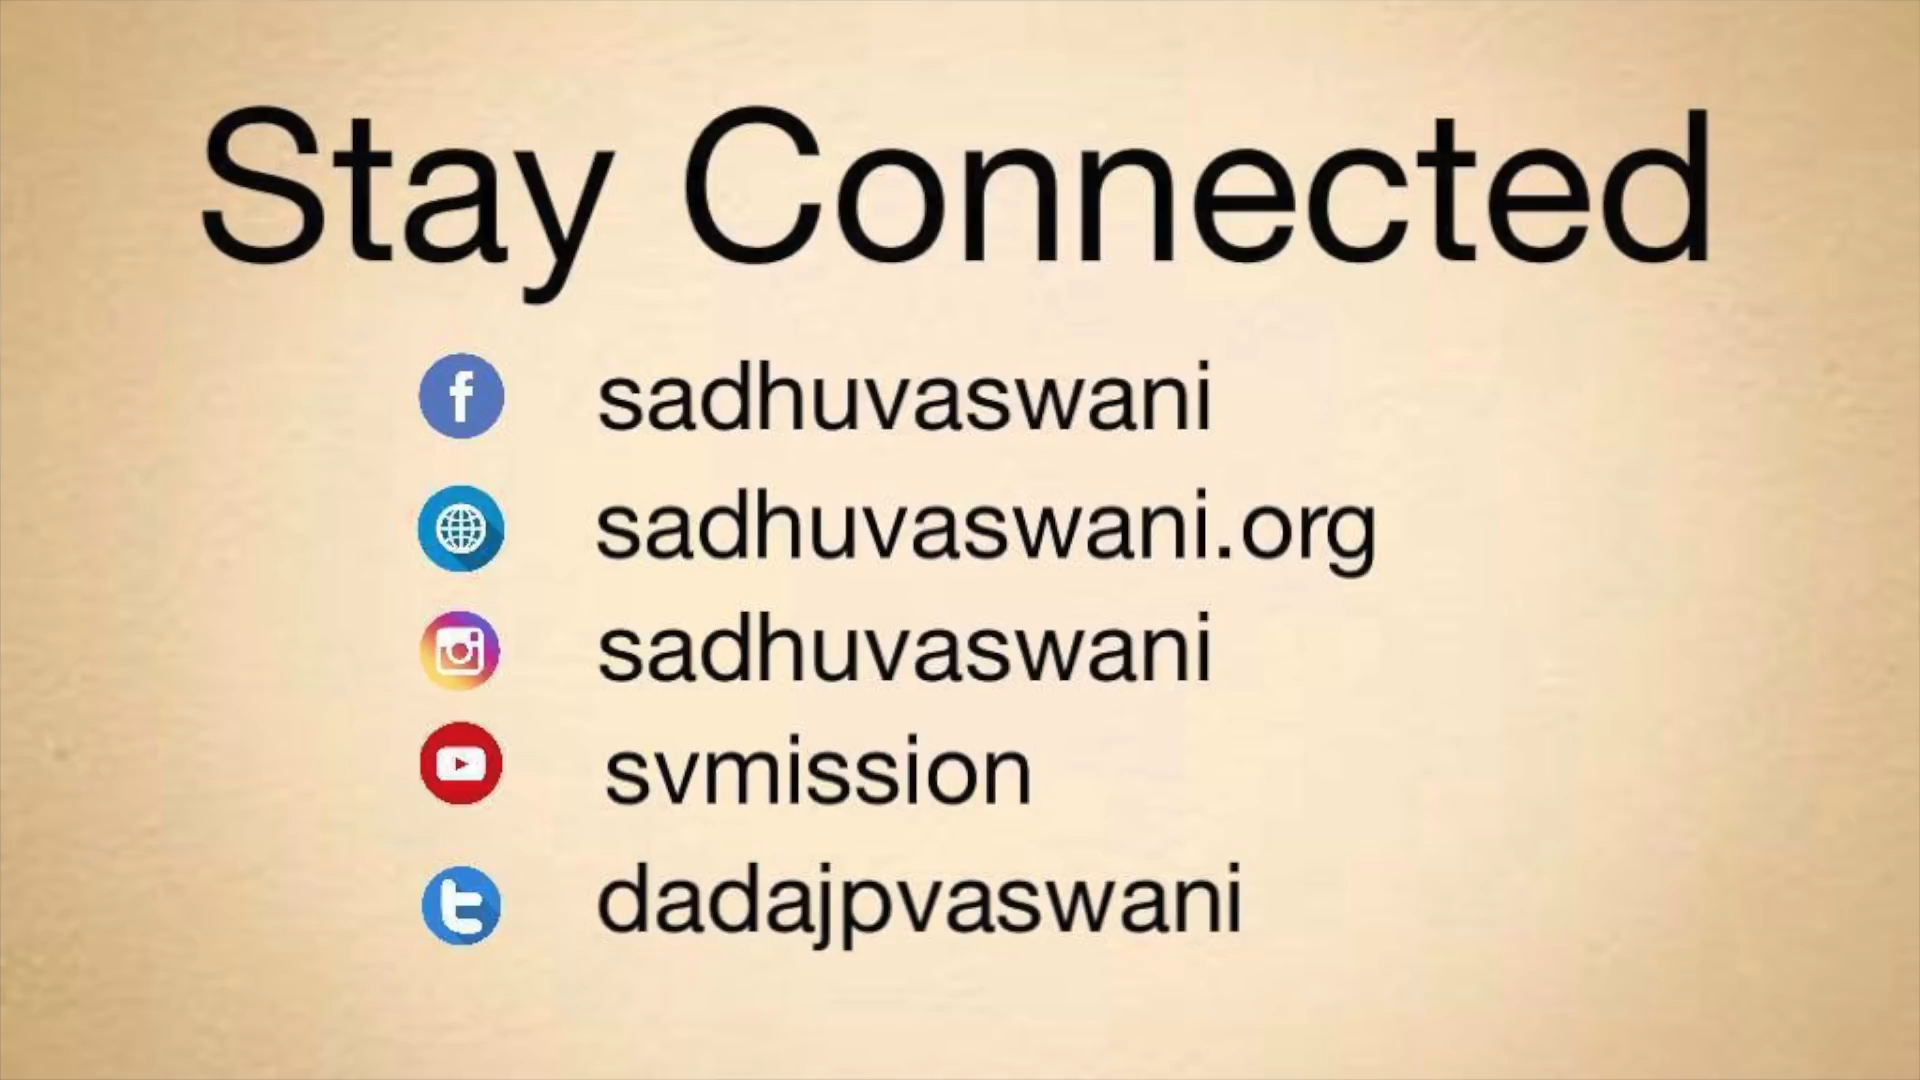 Stay Connected
sadhuvaswani
sadhuvaswani.org
sadhuvaswani
svmission
dadajpvaswani